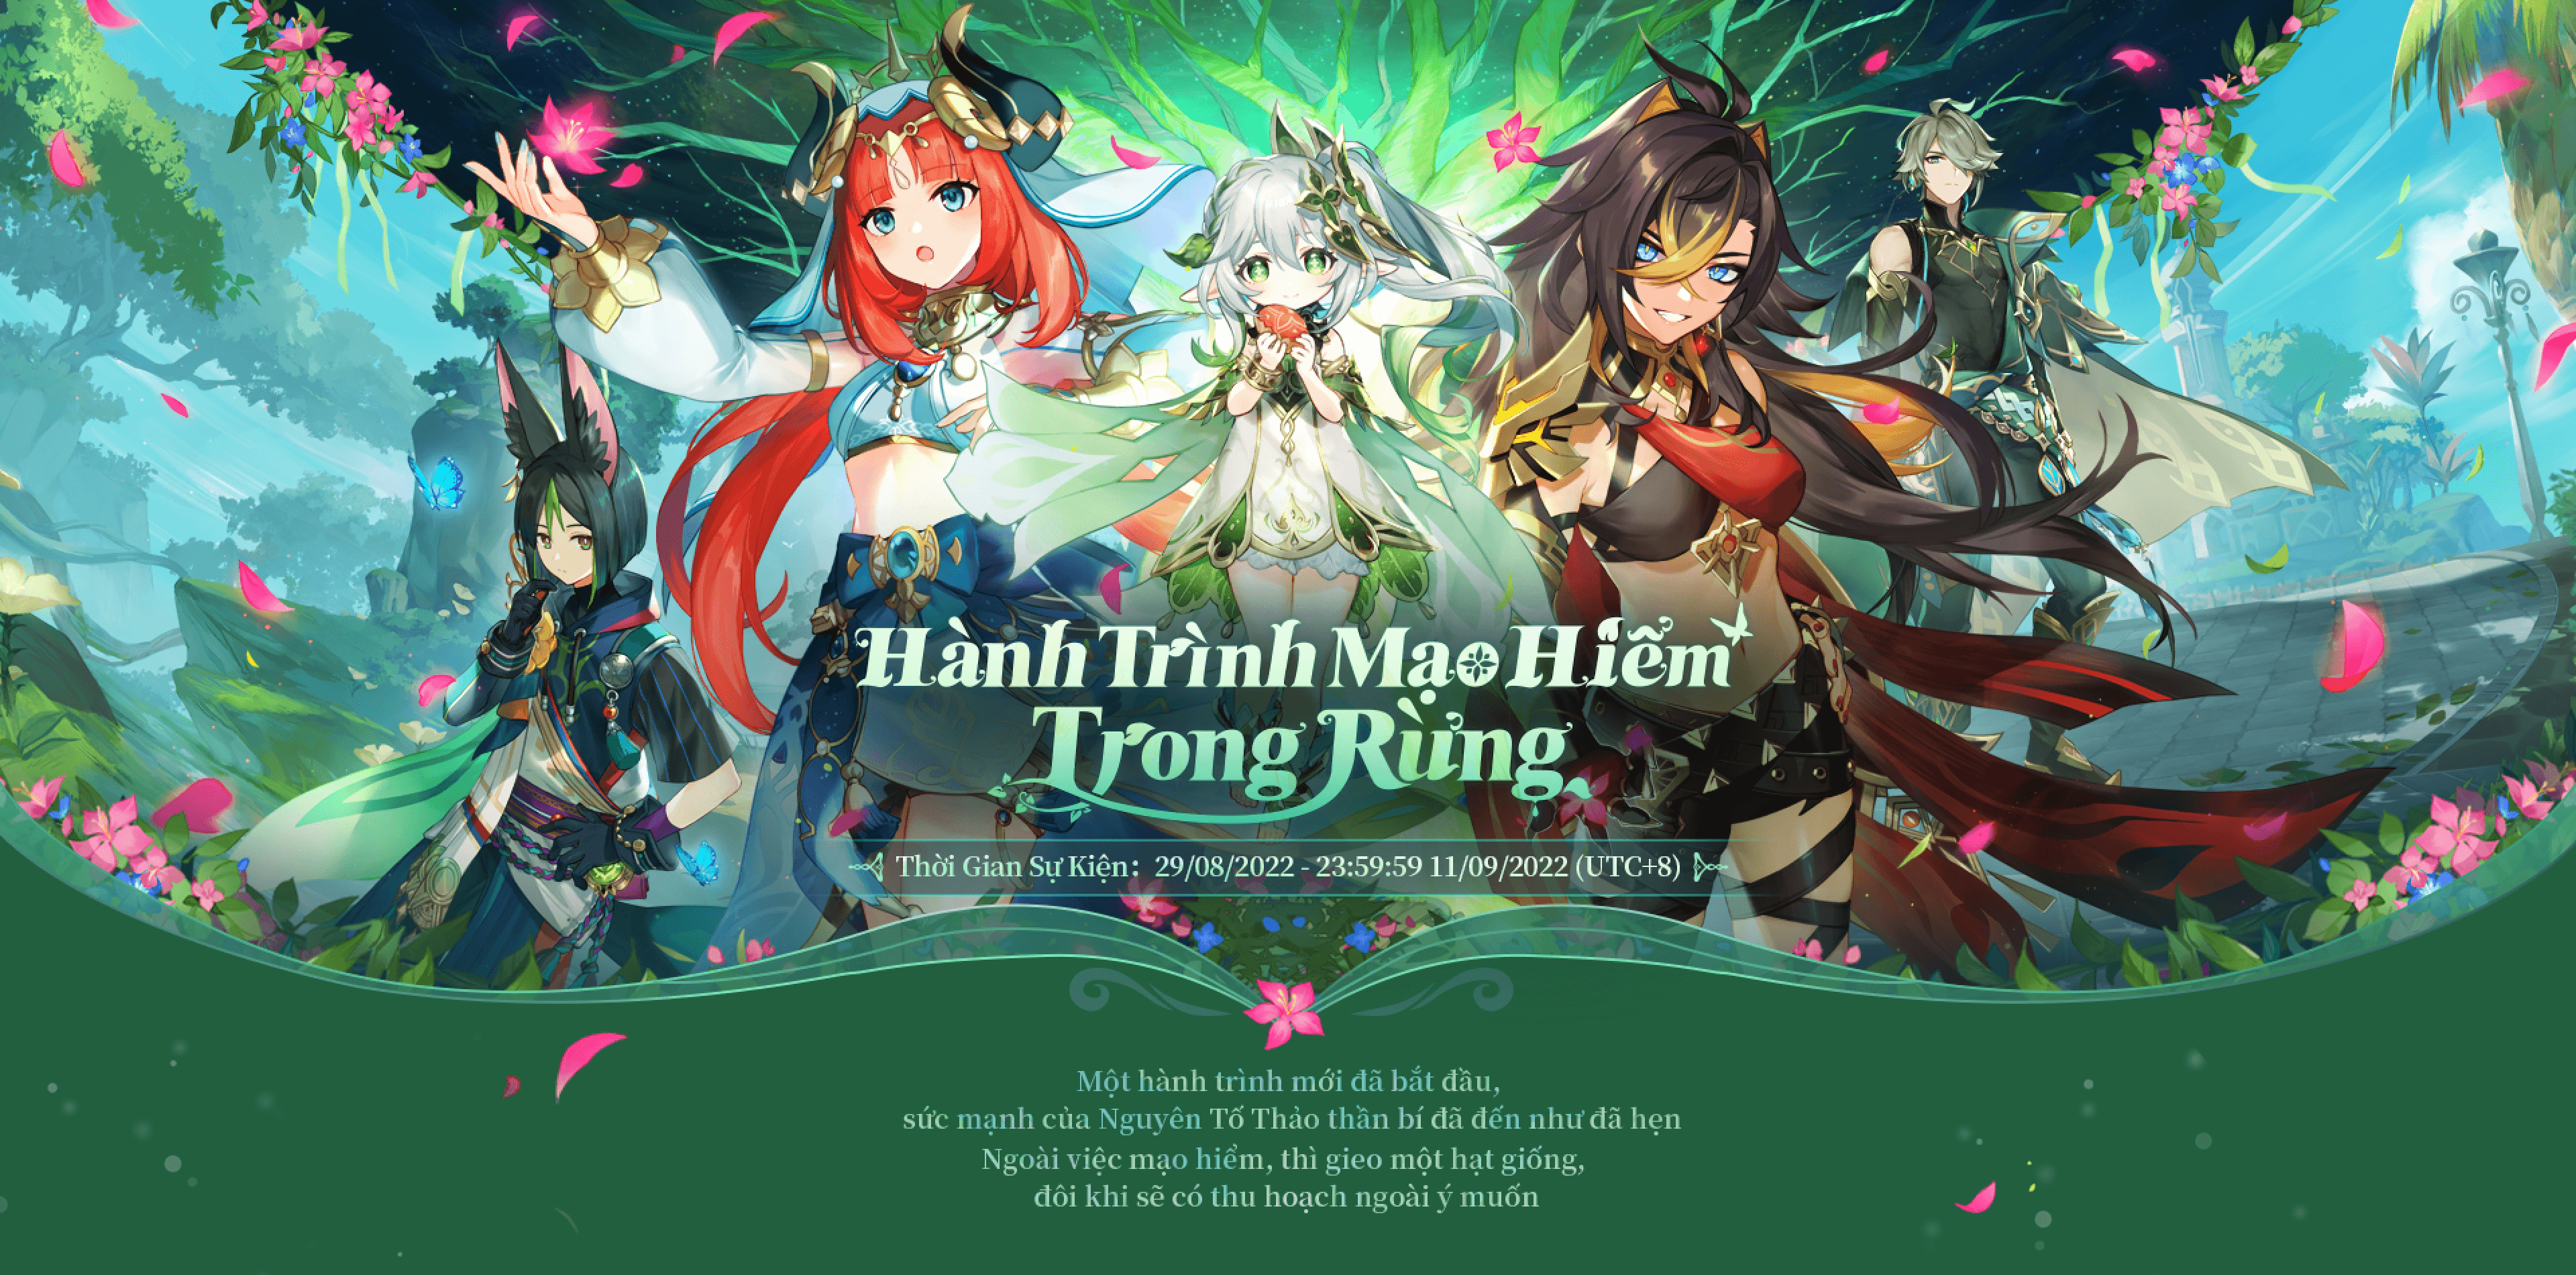 Hành Trình Mạo Hiểm
Trong Rừng
Thời Gian Sự Kiện: 29/08/2022 - 23:59:59 11/09/2022 (UTC+8)
Một hành trình mới đã bắt đầu,
sức mạnh của Nguyên Tố Thảo thần bí đã đến như đã hẹn
Ngoài việc mạo hiểm, thì gieo một hạt giống,
đôi khi sẽ có thu hoạch ngoài ý muốn